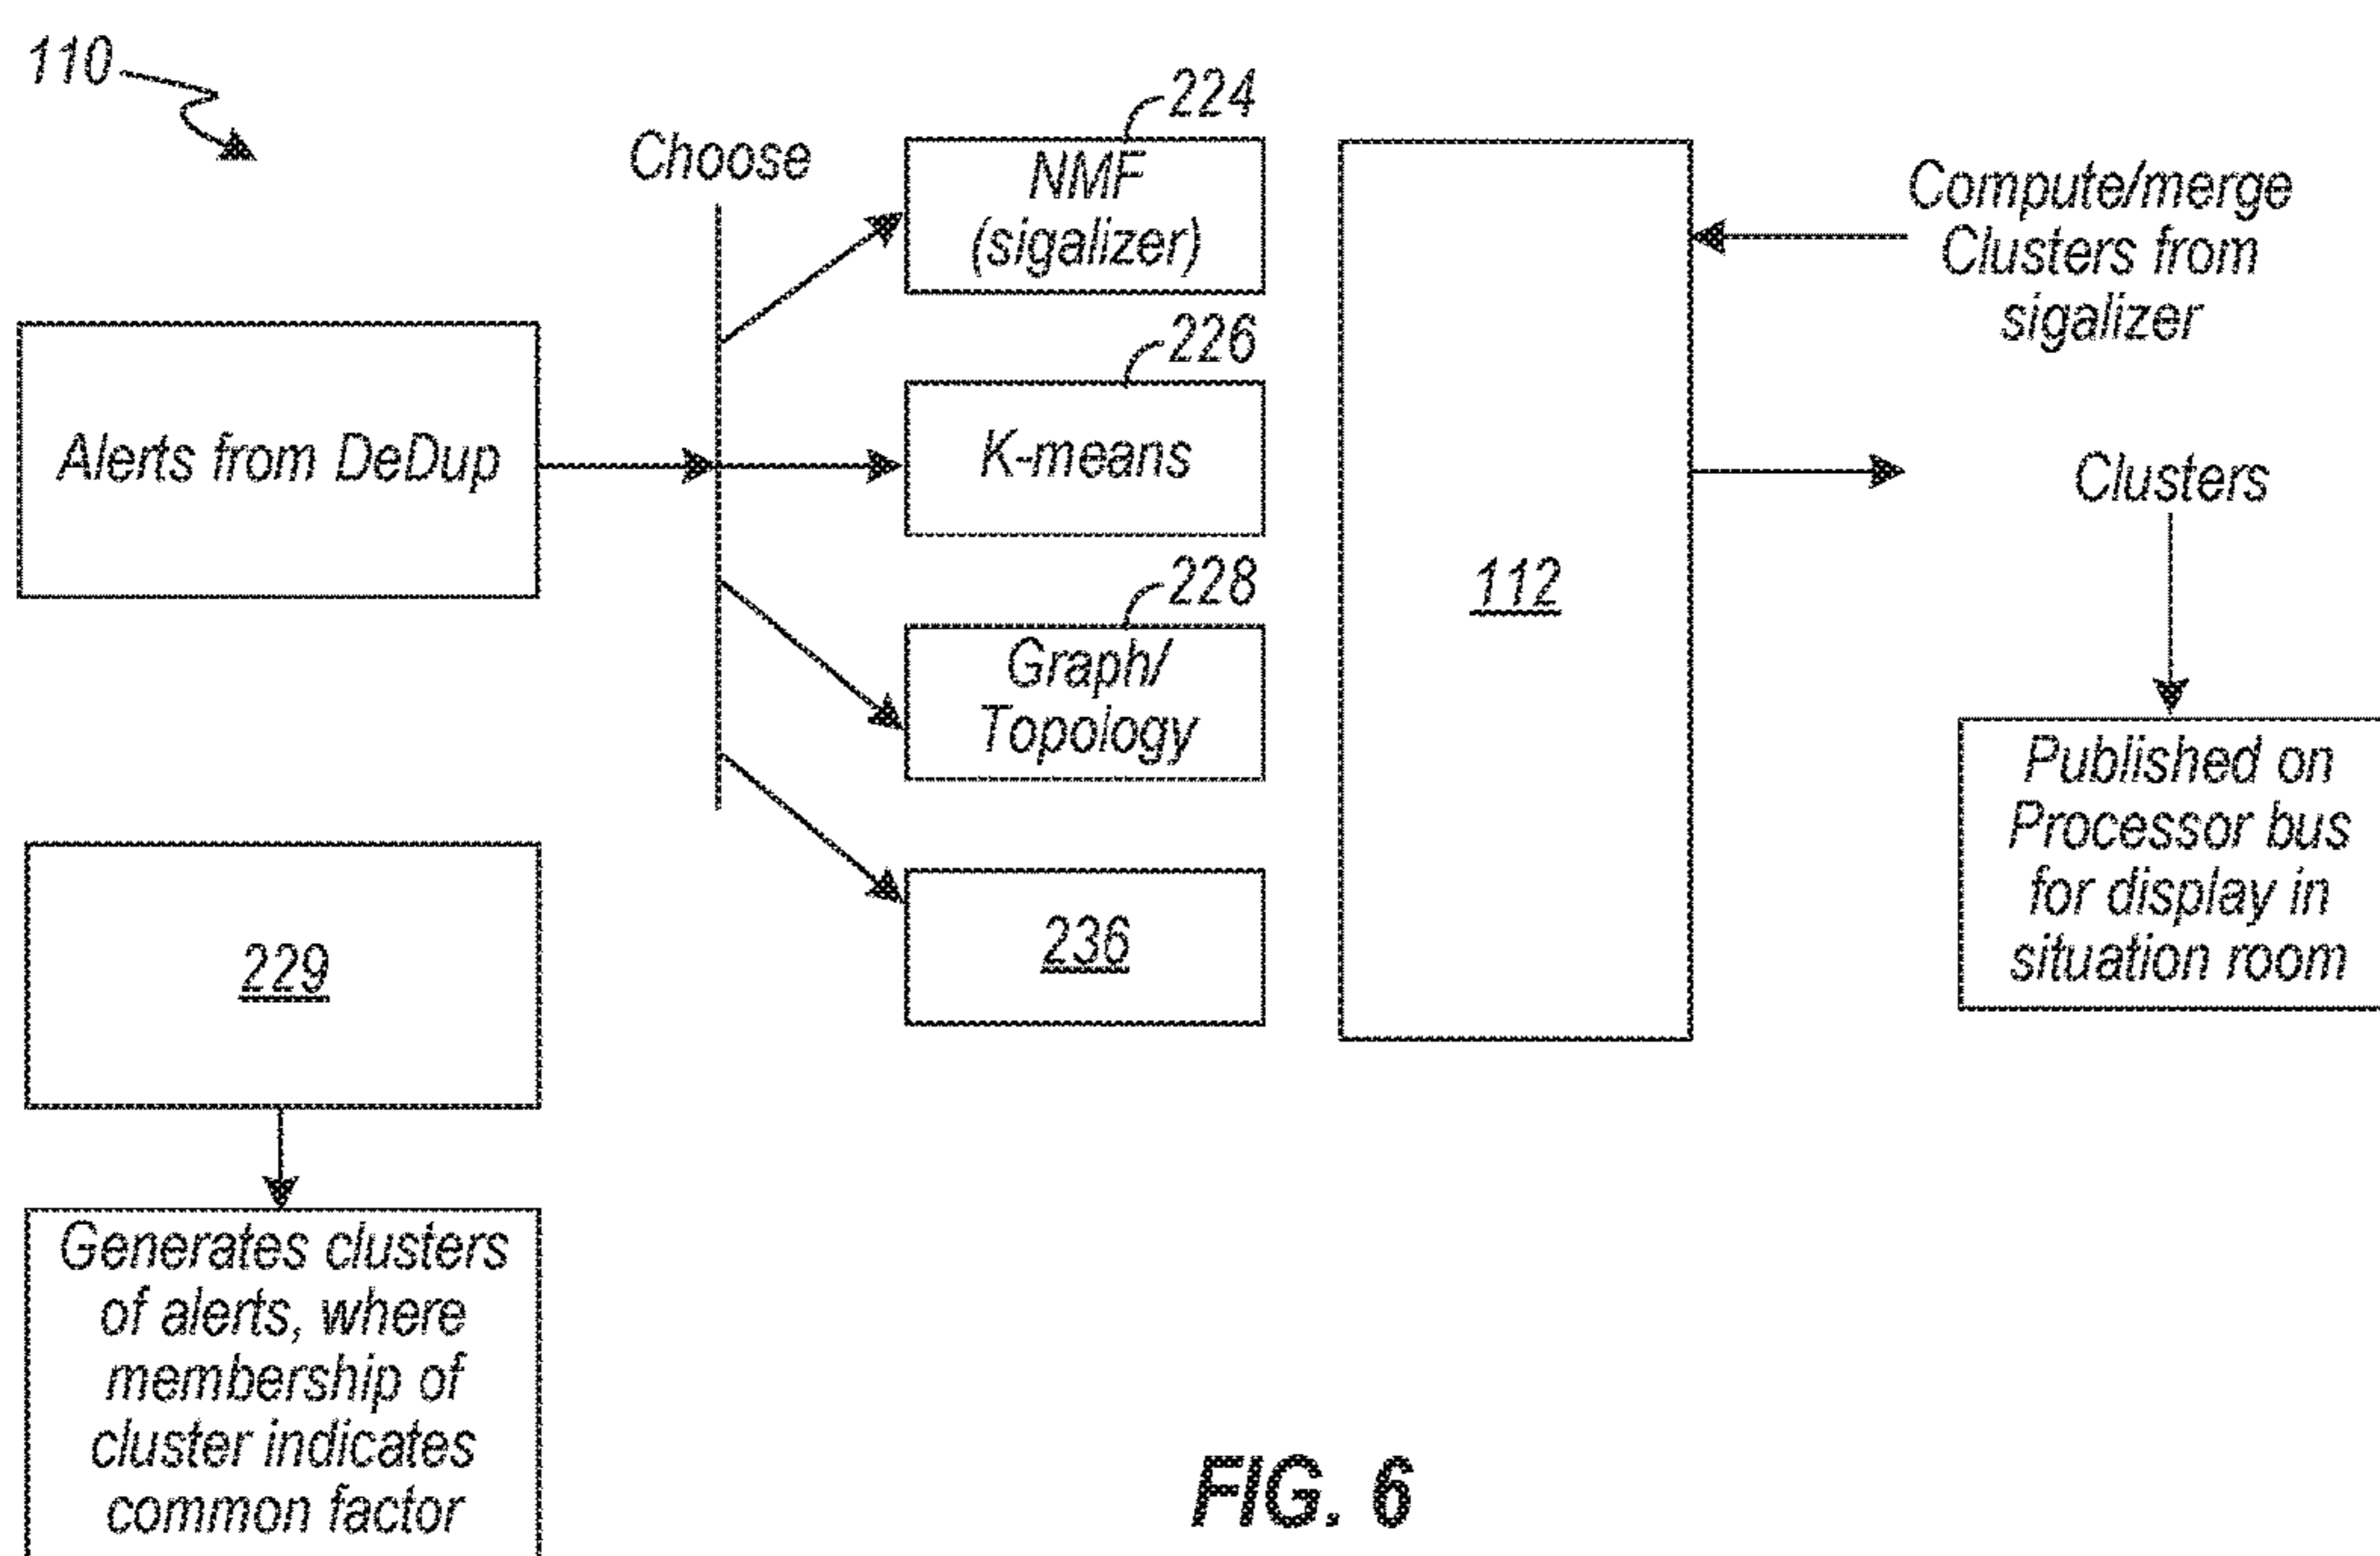 110
Choose
224
NMF
(sigalizer)
Compute/merge
Clusters from
sigalizer
Alerts from DeDup
226
K-means
Clusters
228
Graph/
Topology
112
Published on
Processor bus
for display in
situation room
236
229
Generates clusters
of alerts, where
membership of
cluster indicates
common factor
FIG. 6